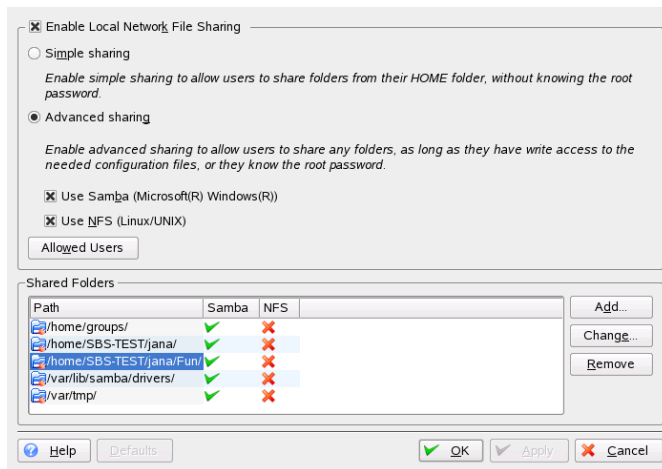 Enable Local Network File Sharing
Simple sharing
Enable simple sharing to allow users to share folders from their HOME folder, without knowing the root
password.
Advanced sharing
Enable advanced sharing to allow users to share any folders, as long as they have write access to the
needed configuration files, or they know the root password.
Use Samba (Microsoft(R) Windows(R))
Use NFS (Linux/UNIX)
Allowed Users
Shared Folders
Path Samba NFS
/home/groups/
/home/SBS-TEST/jana/
/home/SBS-TEST/jana/Fun/
/var/lib/samba/drivers/
/var/tmp/
Add...
Change...
Remove
Help Defaults OK Apply Cancel